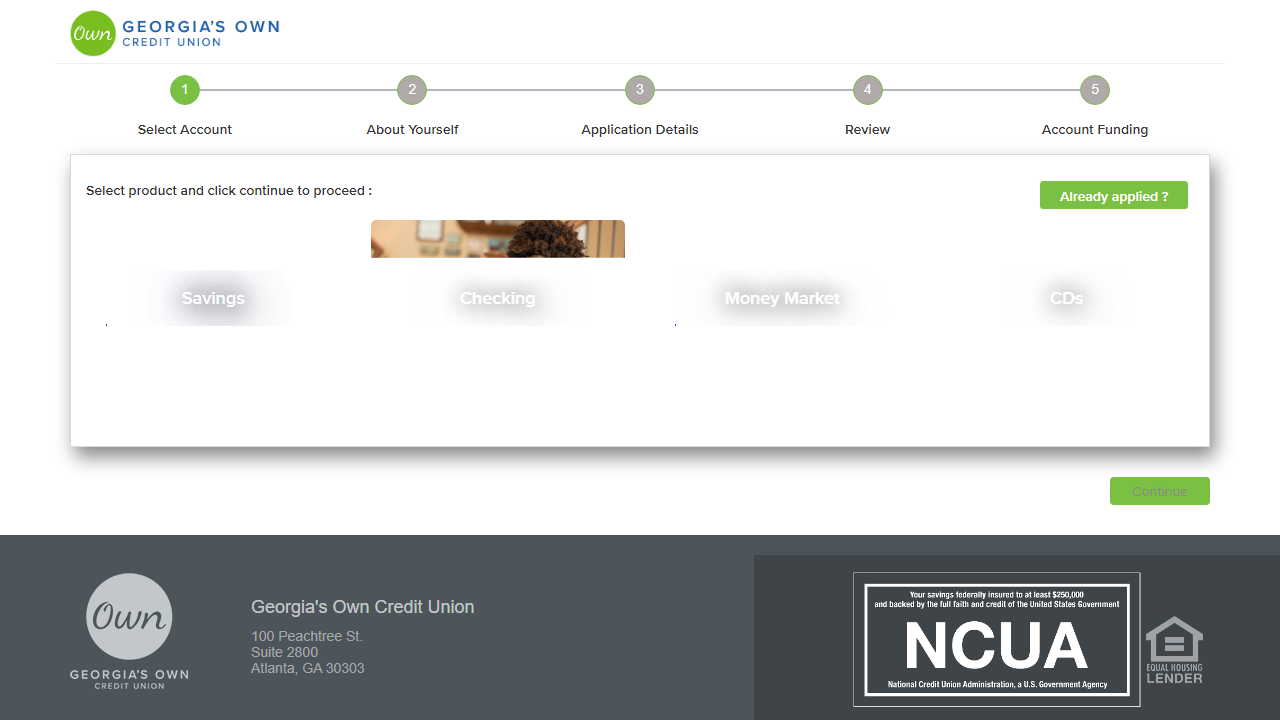 Own
GEORGIA'S OWN
CREDIT UNION
1 2 3 4 5
Select Account About Yourself Application Details Review Account Funding
Select product and click continue to proceed :
Already applied ?
Savings Checking Money Market CDs
Continue
Own
GEORGIA'S OWN
CREDIT UNION
Georgia's Own Credit Union
100 Peachtree St.
Suite 2800
Atlanta, GA 30303
Your savings federally insured to at least $250,000
and backed by the full faith and credit of the United States Government
NCUA
National Credit Union Administration, a U.S. Government Agency
EQUAL HOUSING
LENDER